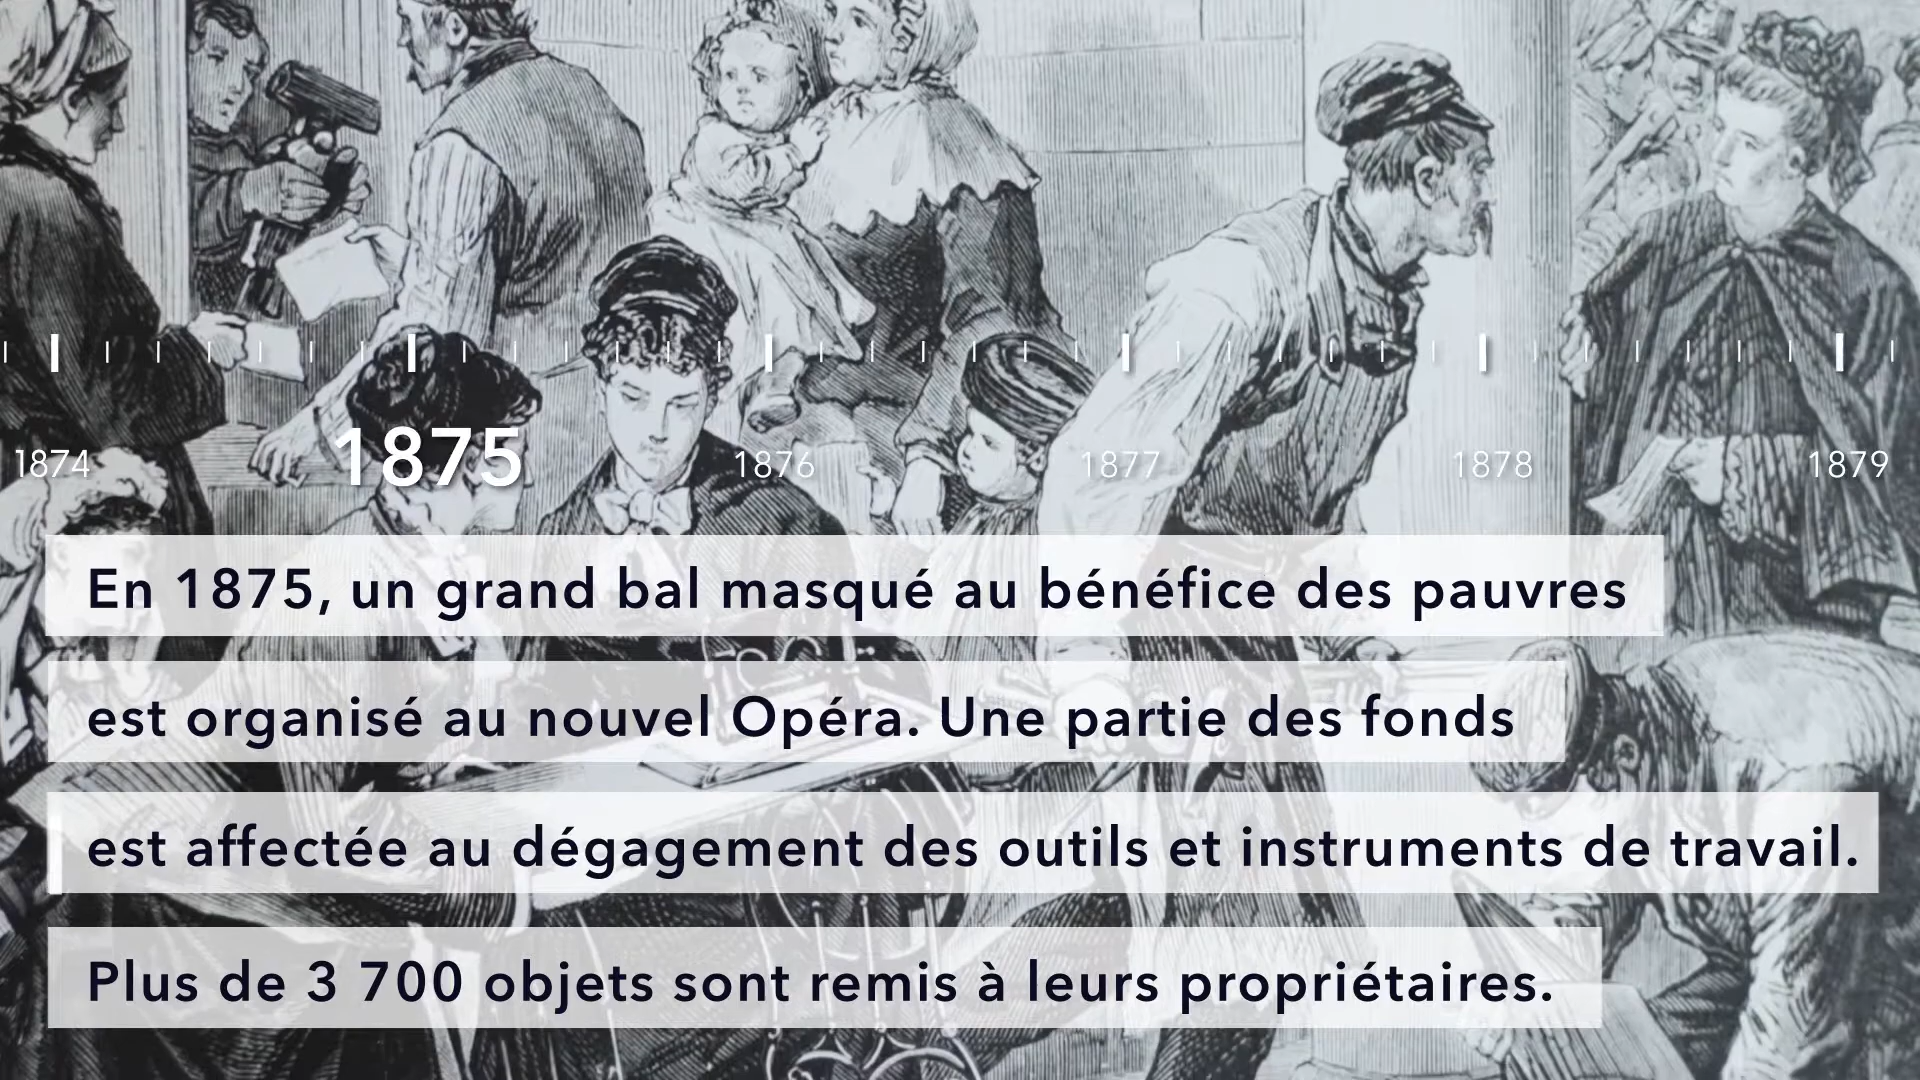 1874 1875 1876 1877 1878 1879
En 1875, un grand bal masqué au bénéfice des pauvres
est organisé au nouvel Opéra. Une partie des fonds
est affectée au dégagement des outils et instruments de travail.
Plus de 3 700 objets sont remis à leurs propriétaires.